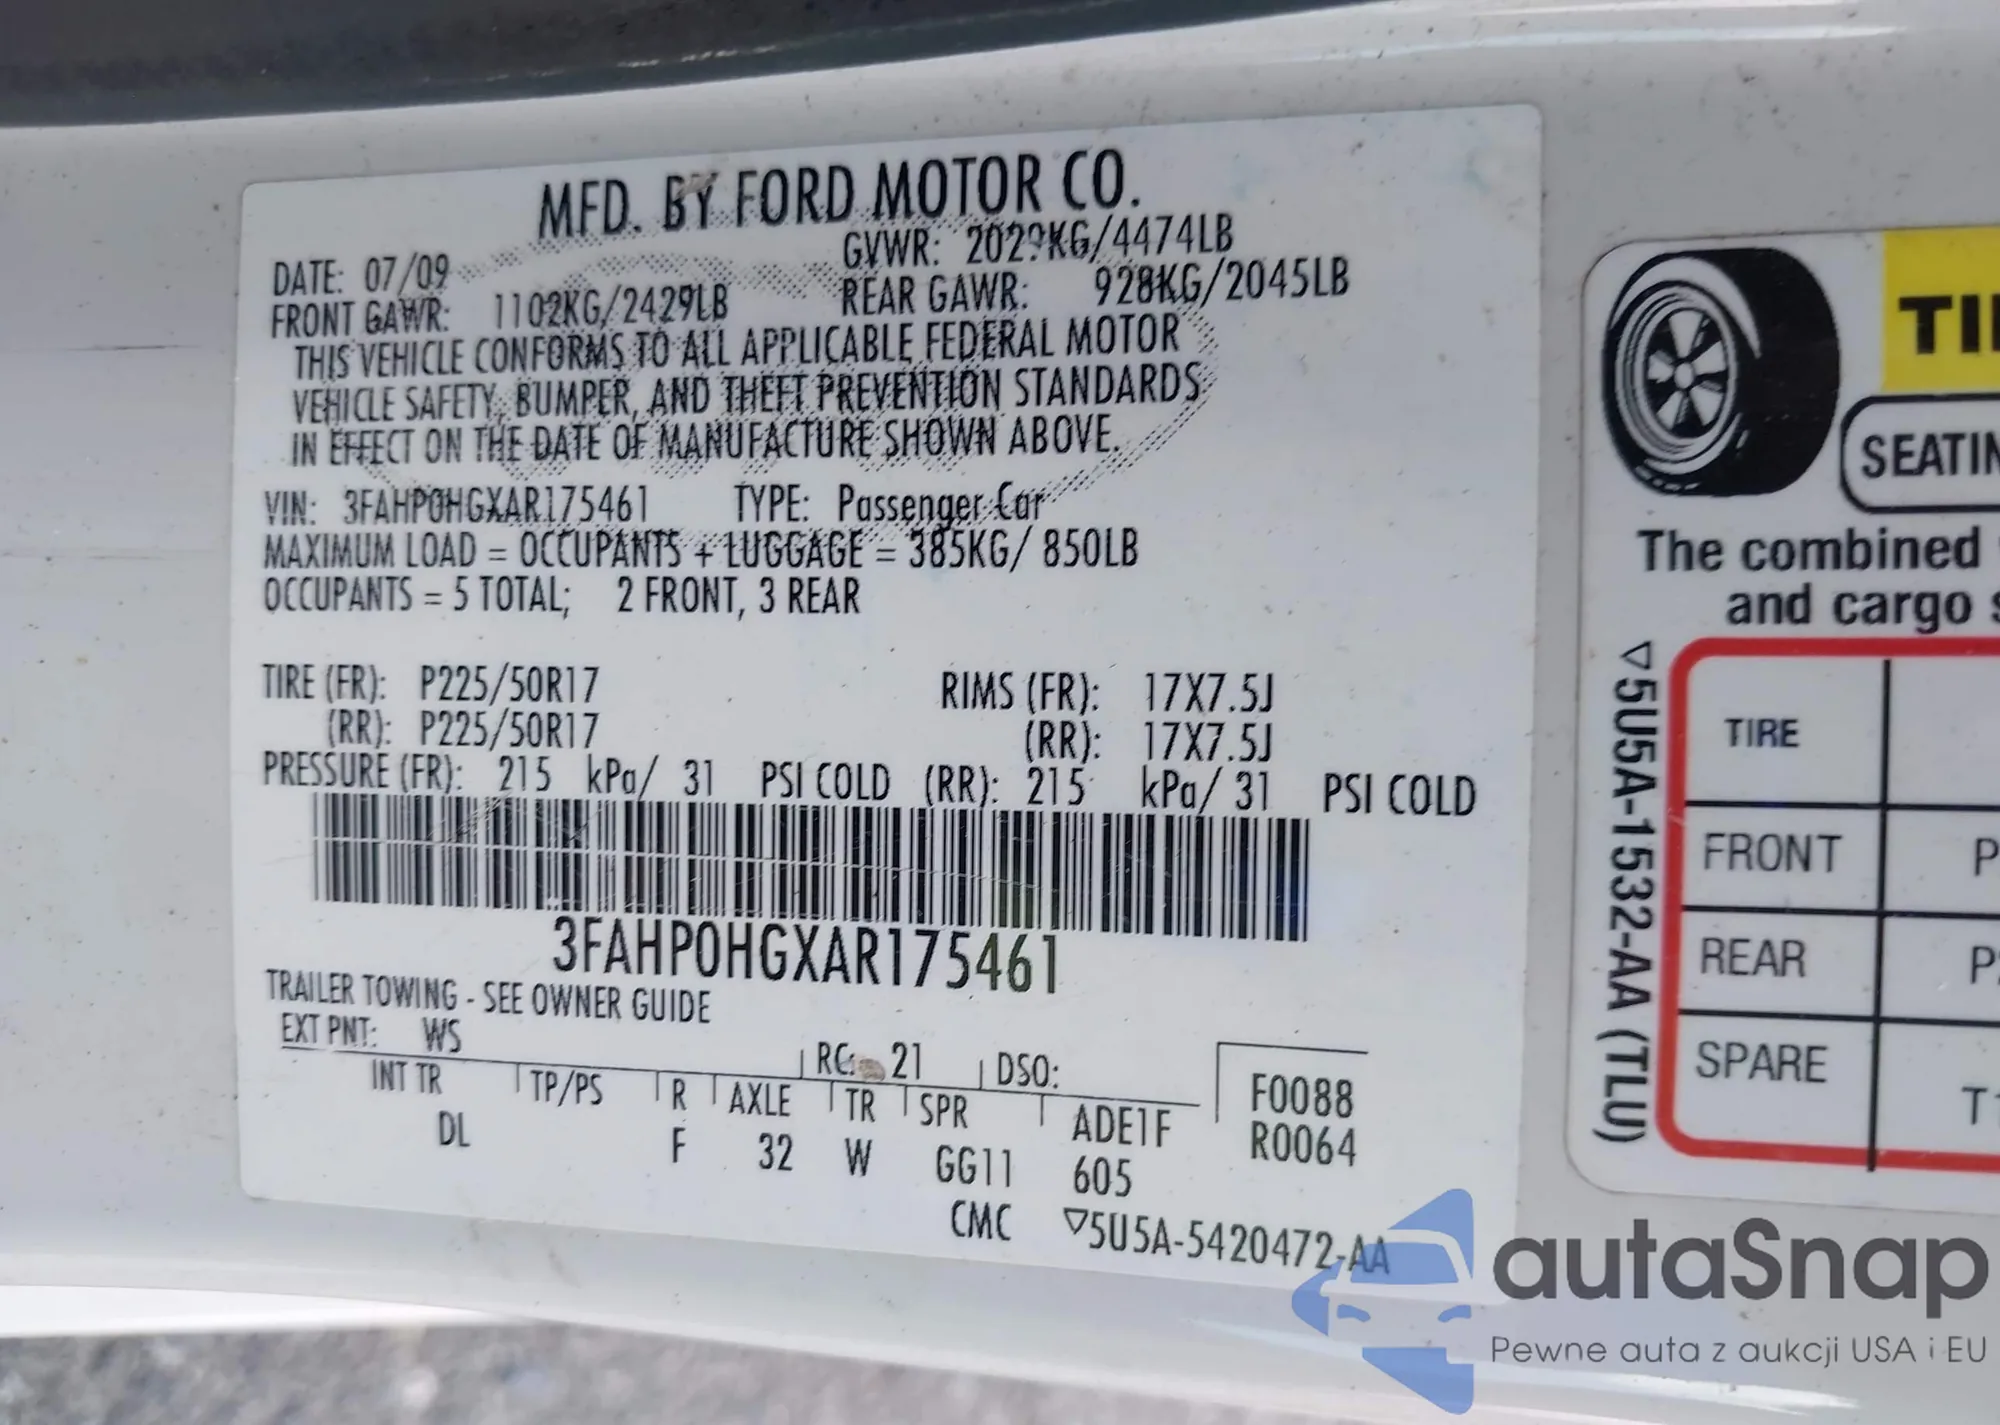 MFD. BY FORD MOTOR CO.
DATE: 07/09
GVWR: 2029KG/4474LB
FRONT GAWR: 1102KG/2429LB
REAR GAWR: 928KG/2045LB
THIS VEHICLE CONFORMS TO ALL APPLICABLE FEDERAL MOTOR
VEHICLE SAFETY, BUMPER, AND THEFT PREVENTION STANDARDS
IN EFFECT ON THE DATE OF MANUFACTURE SHOWN ABOVE.
VIN: 3FAHP0HGXAR175461 TYPE: Passenger Car
MAXIMUM LOAD = OCCUPANTS + LUGGAGE = 385KG/ 850LB
OCCUPANTS = 5 TOTAL; 2 FRONT, 3 REAR
TIRE (FR): P225/50R17 RIMS (FR): 17X7.5J
(RR): P225/50R17 (RR): 17X7.5J
PRESSURE (FR): 215 kPa/ 31 PSI COLD (RR): 215 kPa/ 31 PSI COLD
3FAHP0HGXAR175461
TRAILER TOWING - SEE OWNER GUIDE
EXT PNT: WS RC: 21 DSO:
F0088
R0064
INT TR TP/PS R AXLE TR SPR ADE1F
DL F 32 W GG11 605
CMC ▽5U5A-5420472-AA
TI
SEATIN
The combined
and cargo s
▽5U5A-1532-AA (TLU)
TIRE
FRONT P
REAR P
SPARE T
autaSnap
Pewne auta z aukcji USA i EU